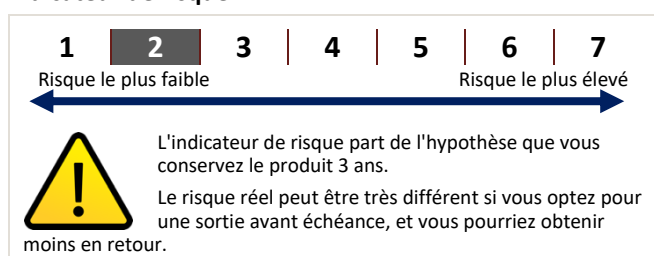 1 2 3 4 5 6 7
Risque le plus faible Risque le plus élevé
L'indicateur de risque part de l'hypothèse que vous
conservez le produit 3 ans.
Le risque réel peut être très différent si vous optez pour
une sortie avant échéance, et vous pourriez obtenir
moins en retour.